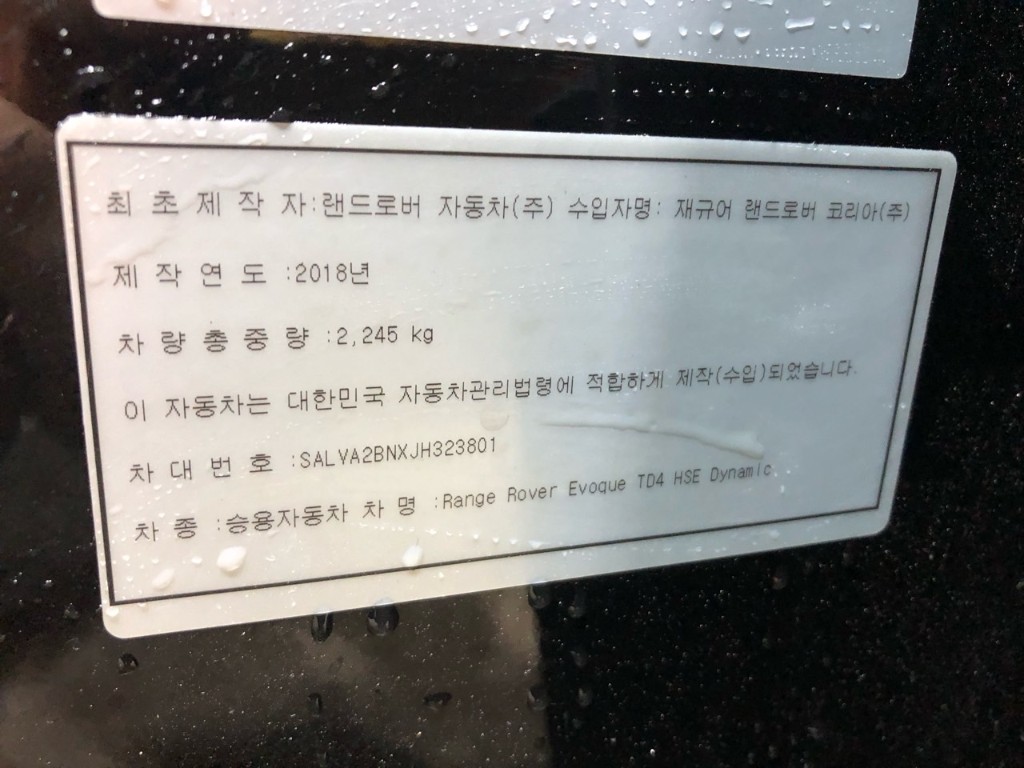 최 초 제 작 자:랜드로버 자동차(주) 수입자명: 재규어 랜드로버 코리아(주)
제 작 연 도 :2018년
차 량 총 중 량 :2,245 kg
이 자동차는 대한민국 자동차관리법령에 적합하게 제작(수입)되었습니다.
차 대 번 호 :SALVA2BNXJH323801
차 종 :승용자동차 차 명 :Range Rover Evoque TD4 HSE Dynamic